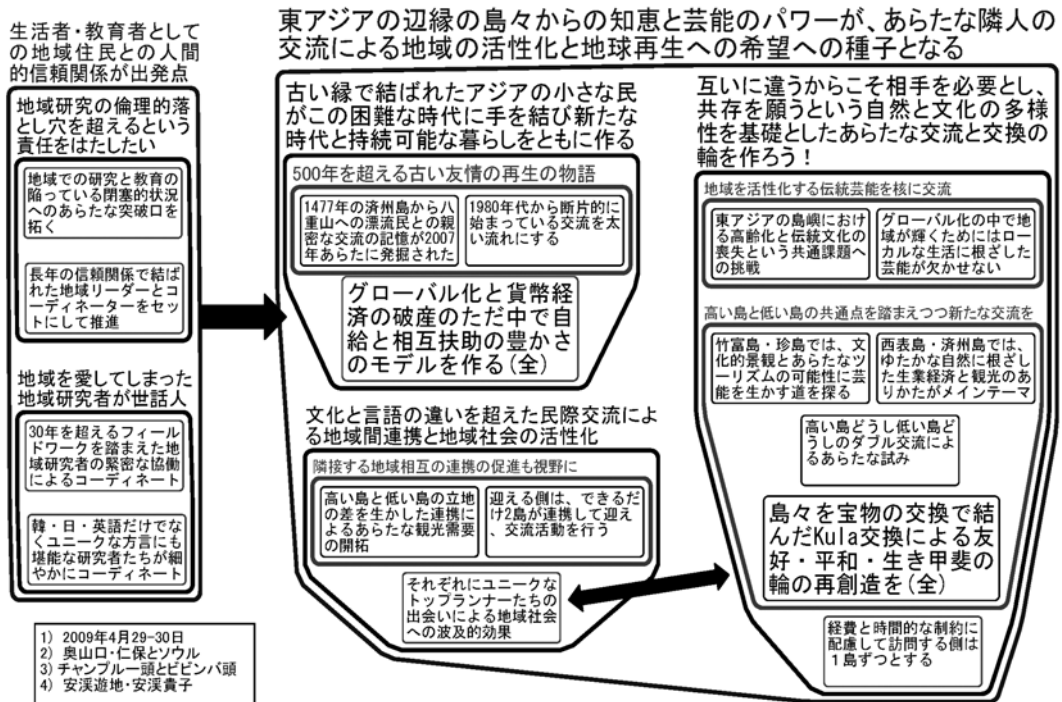 生活者・教育者として
の地域住民との人間
的信頼関係が出発点
地域研究の倫理的落
とし穴を超えるという
責任をはたしたい
地域での研究と教育の
陥っている閉塞的状況
へのあらたな突破口を
拓く
長年の信頼関係で結ば
れた地域リーダーとコ
ーディネーターをセッ
トにして推進
地域を愛してしまった
地域研究者が世話人
30年を超えるフィール
ドワークを踏まえた地
域研究者の緊密な協働
によるコーディネート
韓・日・英語だけでな
くユニークな方言にも
堪能な研究者たちが細
やかにコーディネート
1) 2009年4月29-30日
2) 奥山口・仁保とソウル
3) チャンプルー頭とビビンバ頭
4) 安渓遊地・安渓貴子
東アジアの辺縁の島々からの知恵と芸能のパワーが、あらたな隣人の
交流による地域の活性化と地球再生への希望への種子となる
古い縁で結ばれたアジアの小さな民
がこの困難な時代に手を結び新たな
時代と持続可能な暮らしをともに作る
500年を超える古い友情の再生の物語
1477年の済州島から八
重山への漂流民との親
密な交流の記憶が2007
年あらたに発掘された
1980年代から断片的に
始まっている交流を太
い流れにする
グローバル化と貨幣経
済の破産のただ中で自
給と相互扶助の豊かさ
のモデルを作る(全)
文化と言語の違いを超えた民際交流によ
る地域間連携と地域社会の活性化
隣接する地域相互の連携の促進も視野に
高い島と低い島の立地
の差を生かした連携に
よるあらたな観光需要
の開拓
迎える側は、できるだ
け2島が連携して迎え
、交流活動を行う
それぞれにユニークな
トップランナーたちの
出会いによる地域社会
への波及的効果
互いに違うからこそ相手を必要とし、
共存を願うという自然と文化の多様
性を基礎としたあらたな交流と交換の
輪を作ろう！
地域を活性化する伝統芸能を核に交流
東アジアの島嶼におけ
る高齢化と伝統文化の
喪失という共通課題へ
の挑戦
グローバル化の中で地
域が輝くためにはロー
カルな生活に根ざした
芸能が欠かせない
高い島と低い島の共通点を踏まえつつ新たな交流を
竹富島・珍島では、文
化的景観とあらたなツ
ーリズムの可能性に芸
能を生かす道を探る
西表島・済州島では、
ゆたかな自然に根ざし
た生業経済と観光のあ
りかたがメインテーマ
高い島どうし低い島ど
うしのダブル交流によ
るあらたな試み
島々を宝物の交換で結
んだKula交換による友
好・平和・生き甲斐の
輪の再創造を(全)
経費と時間的な制約に
配慮して訪問する側は
１島ずつとする